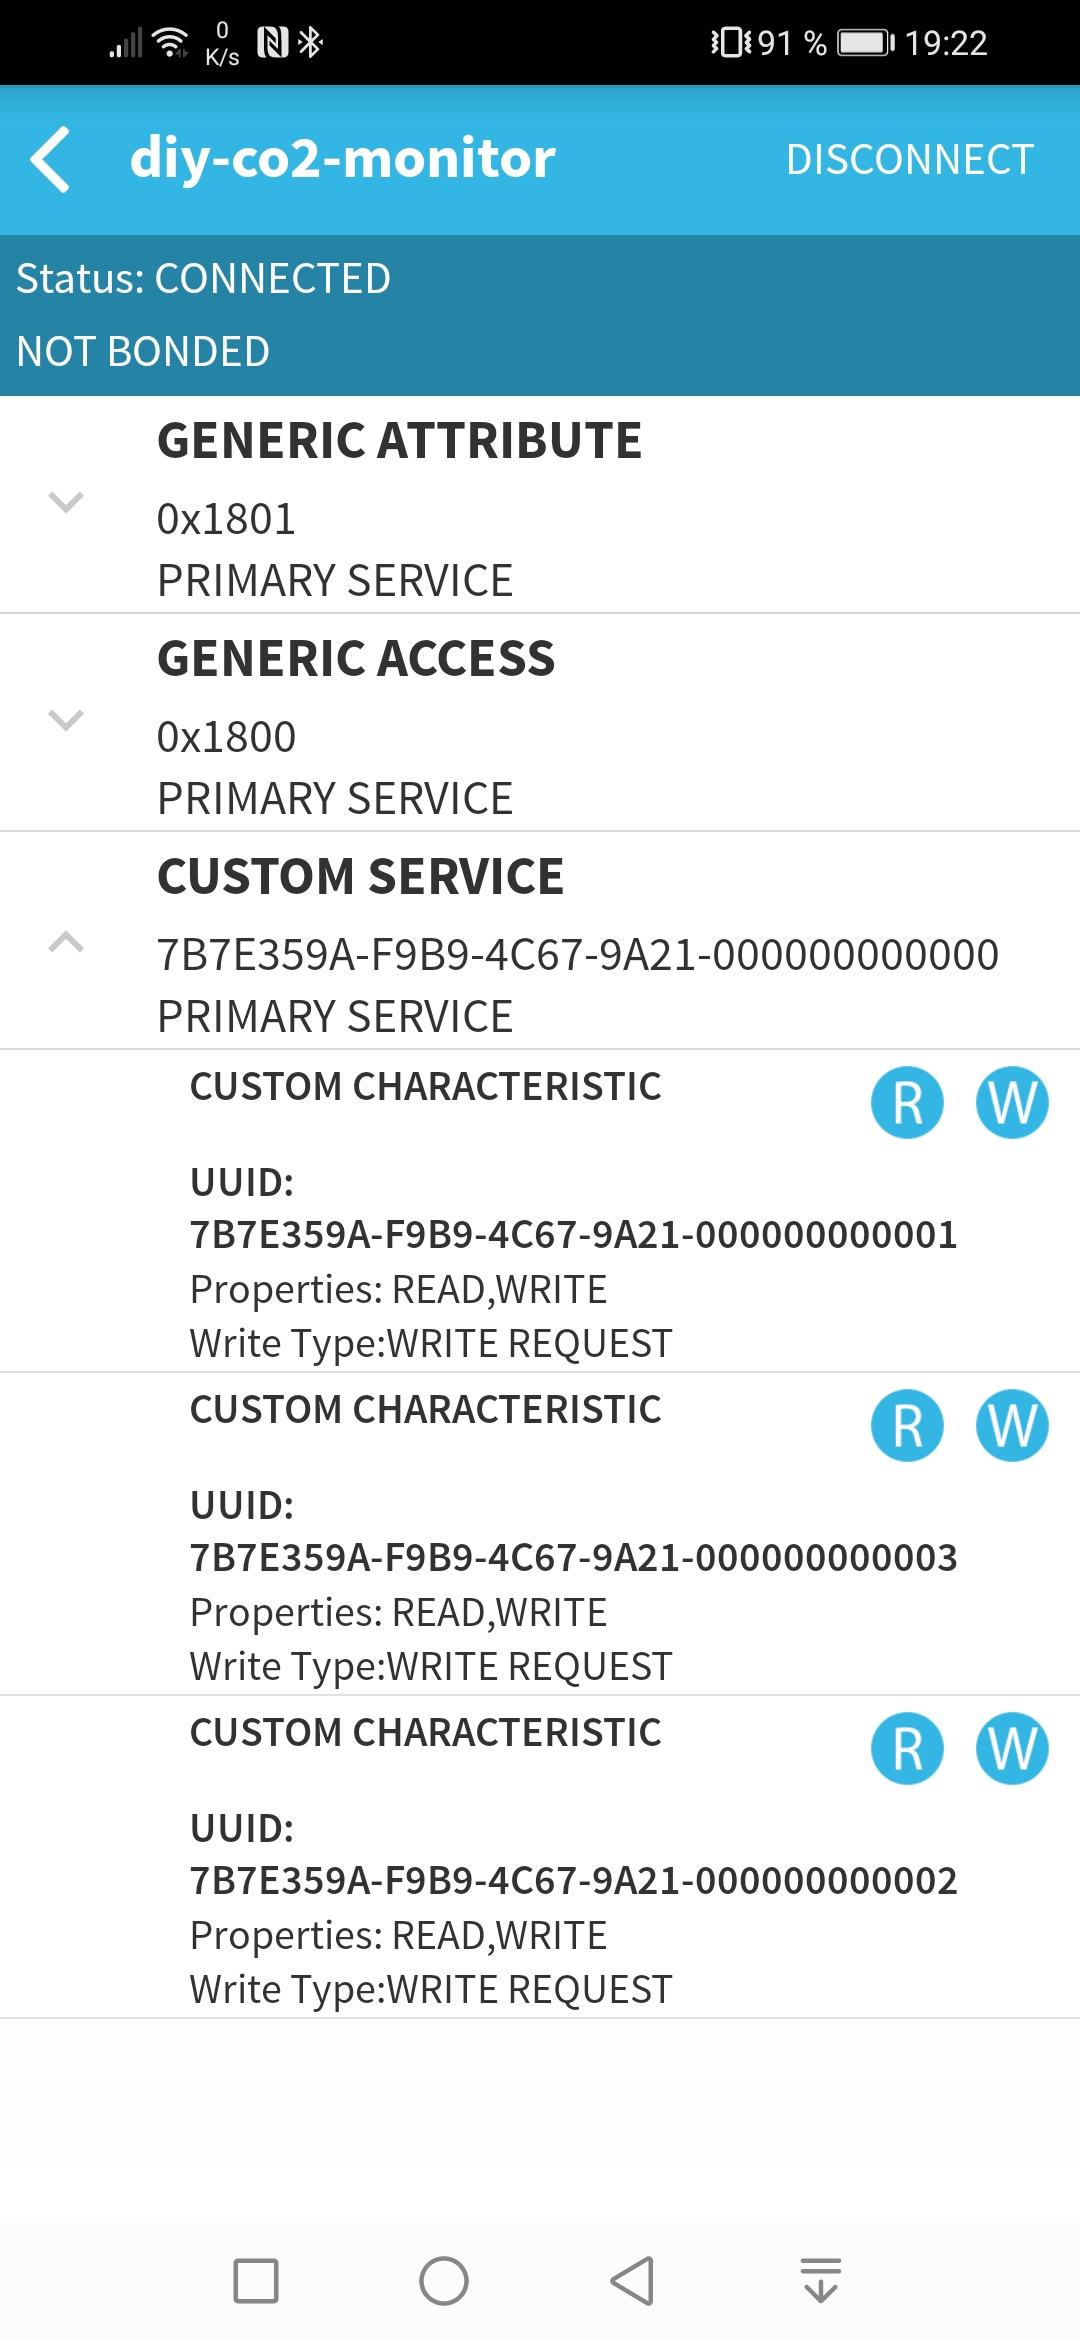 0
K/s
91 %
19:22
diy-co2-monitor
DISCONNECT
Status: CONNECTED
NOT BONDED
GENERIC ATTRIBUTE
0x1801
PRIMARY SERVICE
GENERIC ACCESS
0x1800
PRIMARY SERVICE
CUSTOM SERVICE
7B7E359A-F9B9-4C67-9A21-000000000000
PRIMARY SERVICE
CUSTOM CHARACTERISTIC
R W
UUID:
7B7E359A-F9B9-4C67-9A21-000000000001
Properties: READ,WRITE
Write Type:WRITE REQUEST
CUSTOM CHARACTERISTIC
R W
UUID:
7B7E359A-F9B9-4C67-9A21-000000000003
Properties: READ,WRITE
Write Type:WRITE REQUEST
CUSTOM CHARACTERISTIC
R W
UUID:
7B7E359A-F9B9-4C67-9A21-000000000002
Properties: READ,WRITE
Write Type:WRITE REQUEST